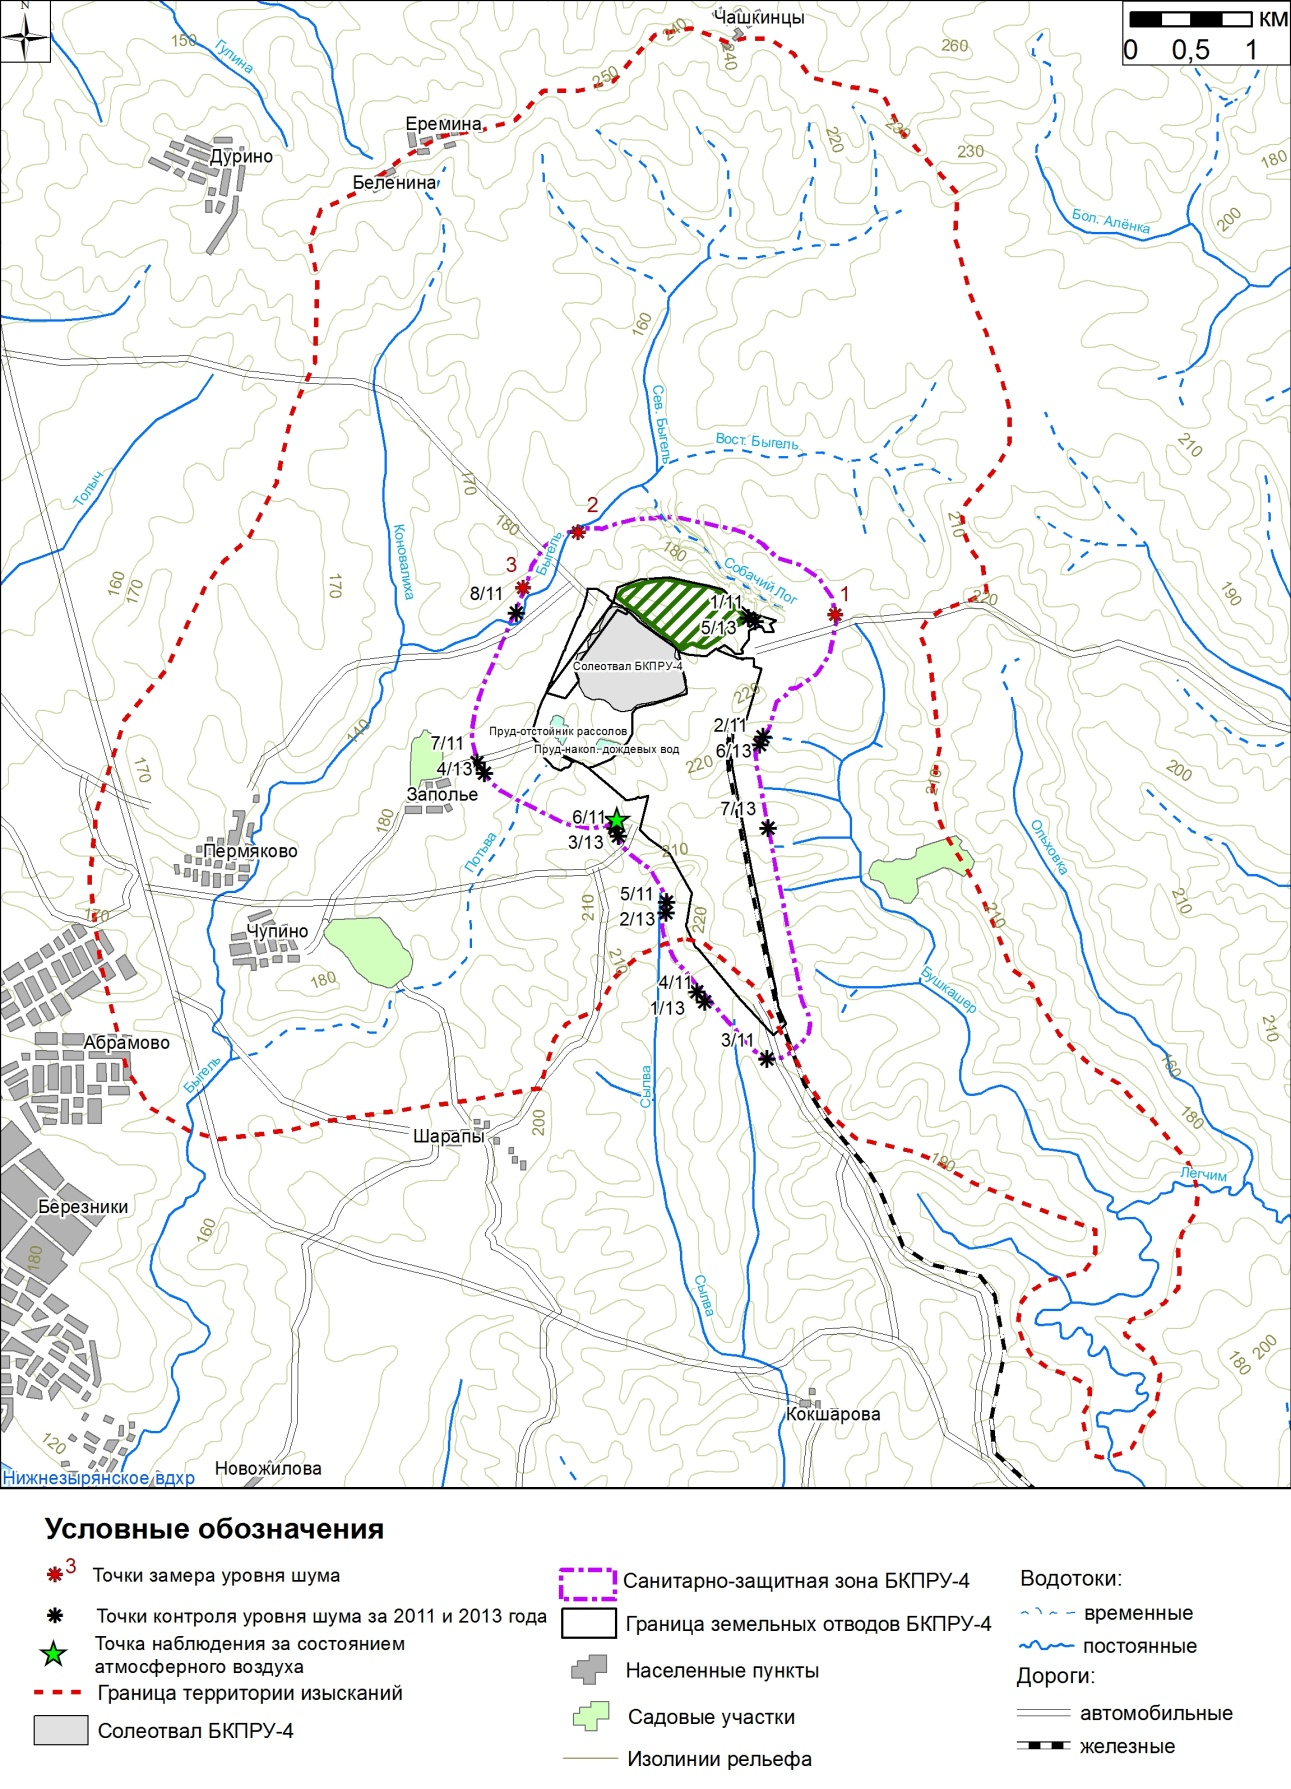 N
Чашкинцы
км
0 0,5 1
240
150
Гулина
260
240
250
Еремина
220
230
230
Дурино
180
Беленина
200
Бол. Алёнка
160
Сев. Быгель
Вост. Быгель
210
170
Толыч
2
180
210
Коновалиха
Быгель
180
3
Собачий Лог
160
170
170
8/11
1/11
1
190
220
5/13
Солеотвал БКПРУ-4
220
140
2/11
Пруд-отстойник рассолов
7/11
6/13
Пруд-накоп. дождевых вод
170
4/13
220
200
210
Заполье
7/13
180
6/11
3/13
Потьва
210
Ольховка
Пермяково
5/11
210
170
210
2/13
220
210
Чупино
210
180
4/11
Бушкашер
1/13
210
Абрамово
3/11
160
Быгель
Сылва
180
200
Шарапы
190
Легчим
Березники
160
180
Сылва
200
180
Кокшарова
120
Новожилова
Нижнезырянское вдхр
Условные обозначения
3
Точки замера уровня шума
Точки контроля уровня шума за 2011 и 2013 года
Точка наблюдения за состоянием
атмосферного воздуха
Граница территории изысканий
Солеотвал БКПРУ-4
Санитарно-защитная зона БКПРУ-4
Граница земельных отводов БКПРУ-4
Населенные пункты
Садовые участки
Изолинии рельефа
Водотоки:
временные
постоянные
Дороги:
автомобильные
железные